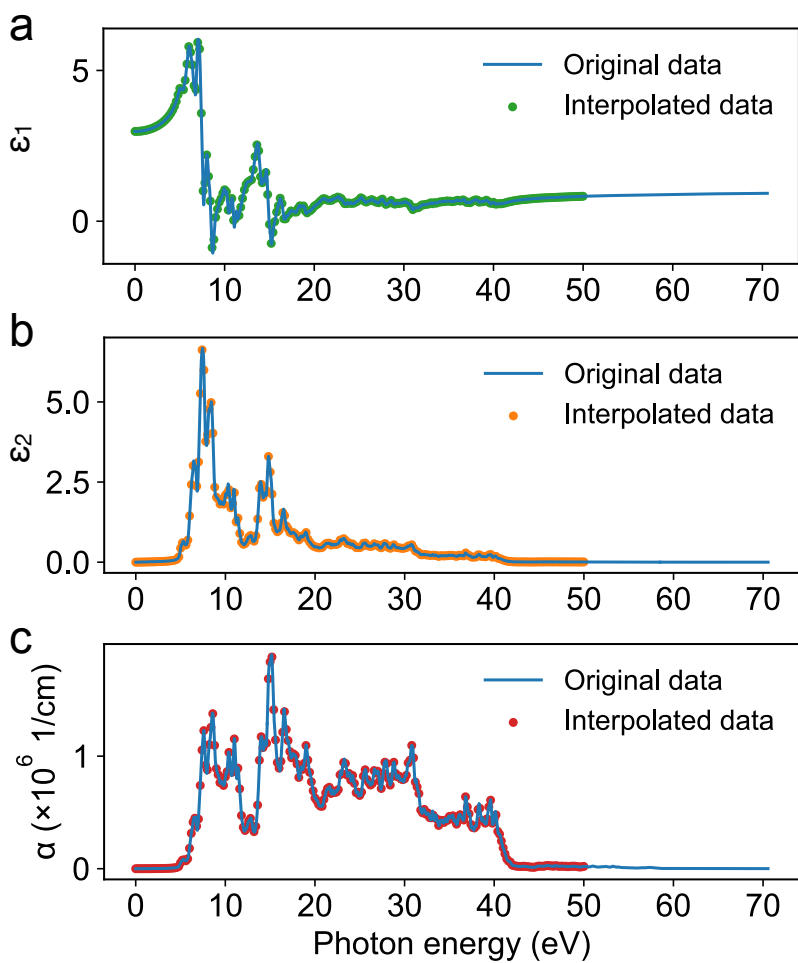 a
5
0
ε₁
Original data
Interpolated data
0 10 20 30 40 50 60 70
b
5.0
2.5
0.0
ε₂
Original data
Interpolated data
0 10 20 30 40 50 60 70
c
1
0
α (×10⁶ 1/cm)
Original data
Interpolated data
0 10 20 30 40 50 60 70
Photon energy (eV)